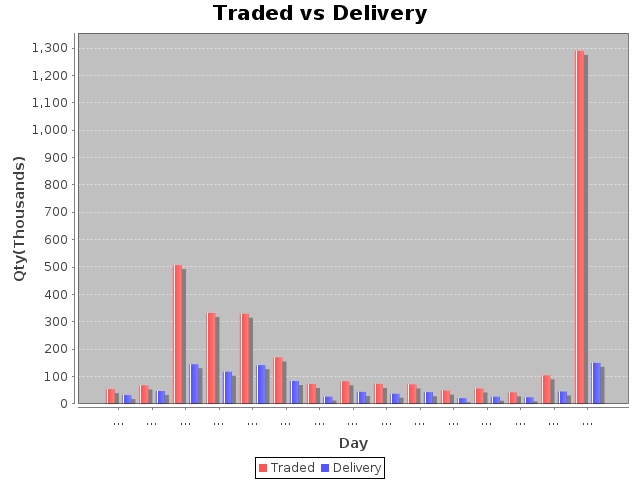 Traded vs Delivery
1,300
1,200
1,100
1,000
900
800
700
600
500
400
300
200
100
0
Qty(Thousands)
... ... ... ... ... ... ... ... ... ... ... ... ... ... ...
Day
Traded Delivery